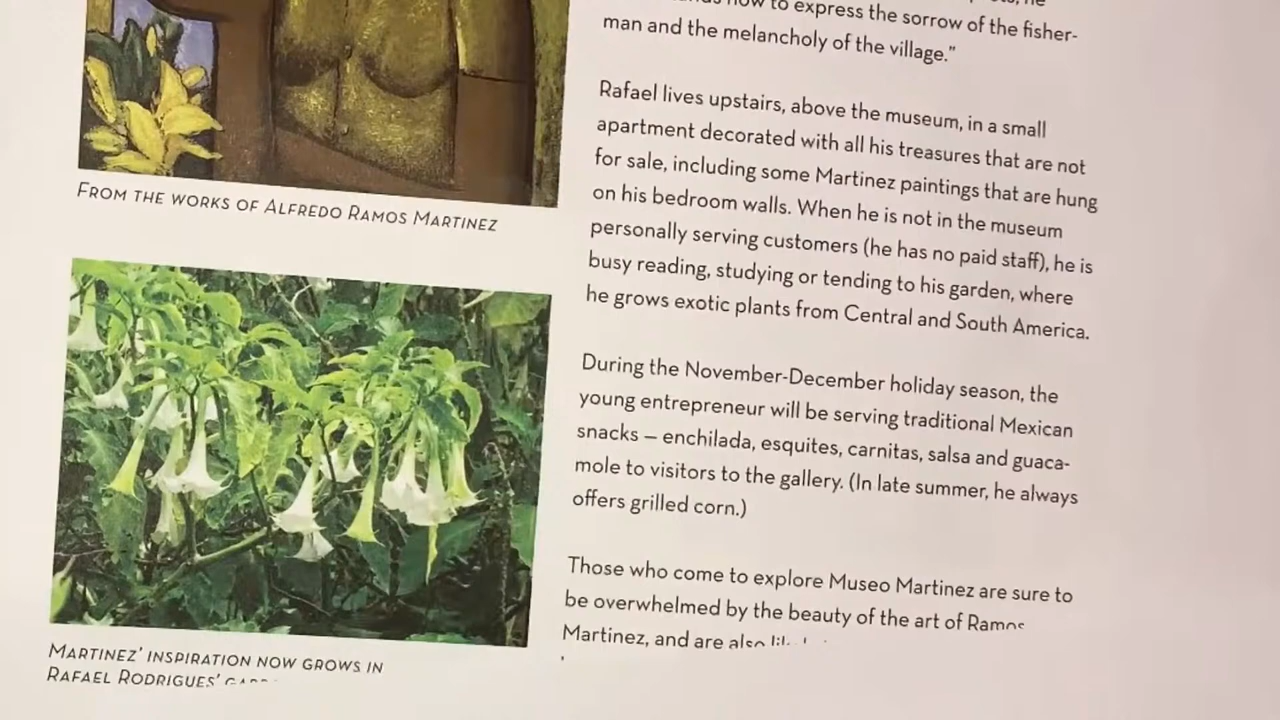 FROM THE WORKS OF ALFREDO RAMOS MARTINEZ
MARTINEZ' INSPIRATION NOW GROWS IN
RAFAEL RODRIGUES'
to express the sorrow of the fisher-
man and the melancholy of the village."
Rafael lives upstairs, above the museum, in a small
apartment decorated with all his treasures that are not
for sale, including some Martinez paintings that are hung
on his bedroom walls. When he is not in the museum
personally serving customers (he has no paid staff), he is
busy reading, studying or tending to his garden, where
he grows exotic plants from Central and South America.
During the November-December holiday season, the
young entrepreneur will be serving traditional Mexican
snacks – enchilada, esquites, carnitas, salsa and guaca-
mole to visitors to the gallery. (In late summer, he always
offers grilled corn.)
Those who come to explore Museo Martinez are sure to
be overwhelmed by the beauty of the art of Ramos
Martinez, and are also